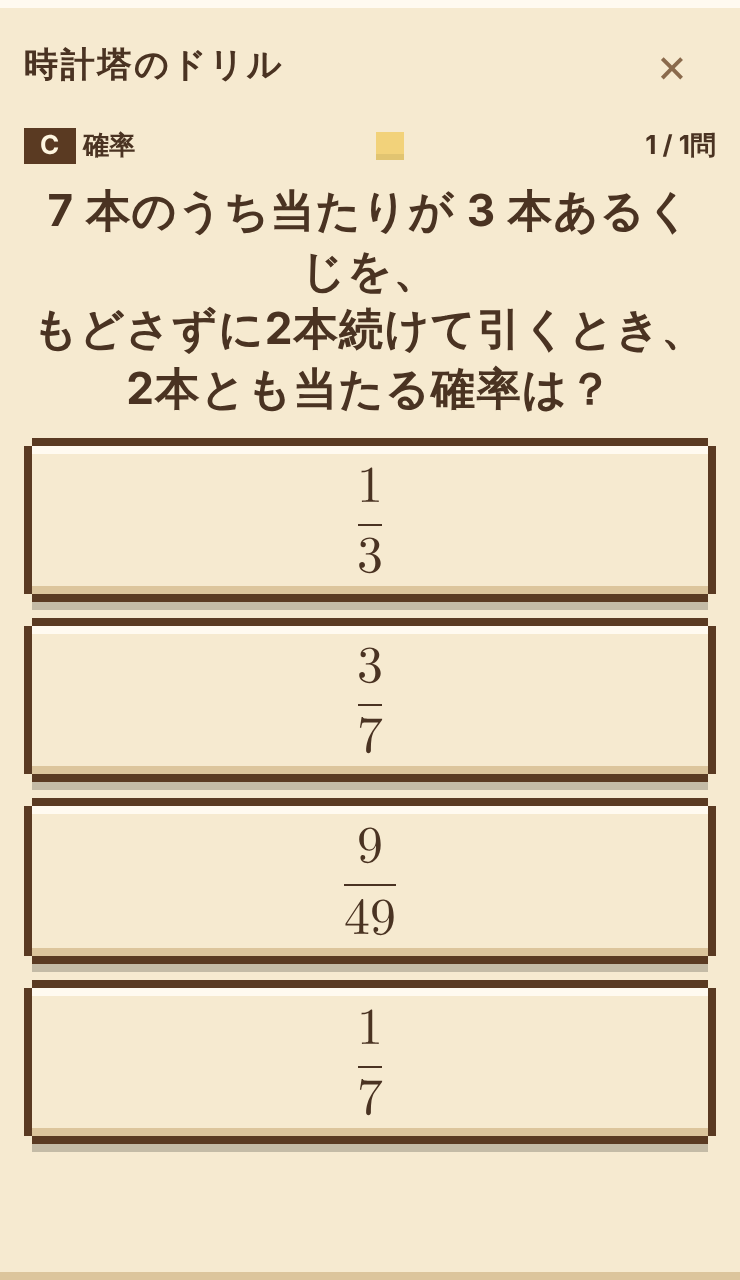 時計塔のドリル
×
C 確率
1 / 1問
7 本のうち当たりが 3 本あるく
じを、
もどさずに2本続けて引くとき、
2本とも当たる確率は？
1
3
3
7
9
49
1
7